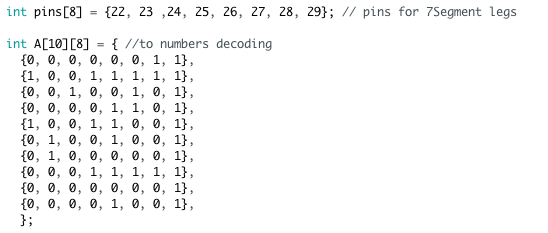 int pins[8] = {22, 23 ,24, 25, 26, 27, 28, 29}; // pins for 7Segment legs

int A[10][8] = { //to numbers decoding
  {0, 0, 0, 0, 0, 0, 1, 1},
  {1, 0, 0, 1, 1, 1, 1, 1},
  {0, 0, 1, 0, 0, 1, 0, 1},
  {0, 0, 0, 0, 1, 1, 0, 1},
  {1, 0, 0, 1, 1, 0, 0, 1},
  {0, 1, 0, 0, 1, 0, 0, 1},
  {0, 1, 0, 0, 0, 0, 0, 1},
  {0, 0, 0, 1, 1, 1, 1, 1},
  {0, 0, 0, 0, 0, 0, 0, 1},
  {0, 0, 0, 0, 1, 0, 0, 1},
  };